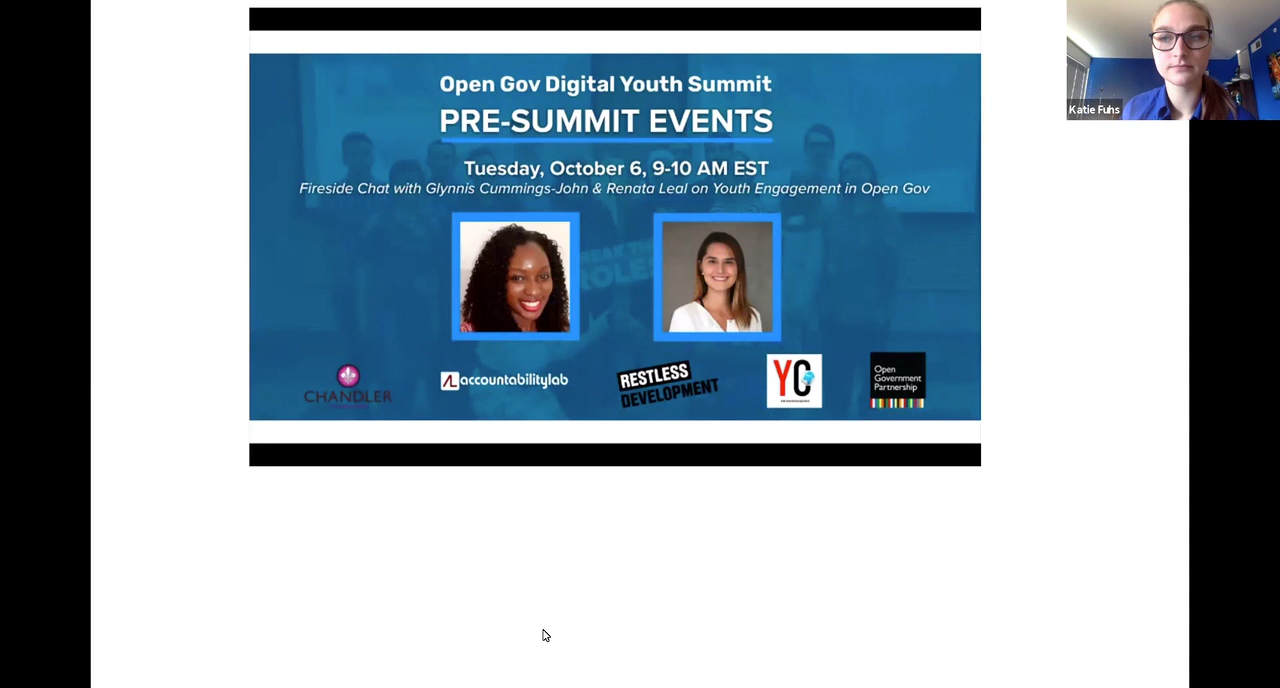 Open Gov Digital Youth Summit
PRE-SUMMIT EVENTS
Tuesday, October 6, 9-10 AM EST
Fireside Chat with Glynnis Cummings-John & Renata Leal on Youth Engagement in Open Gov
CHANDLER
accountabilitylab
RESTLESS
DEVELOPMENT
YC
Open
Government
Partnership
Katie Fuhs